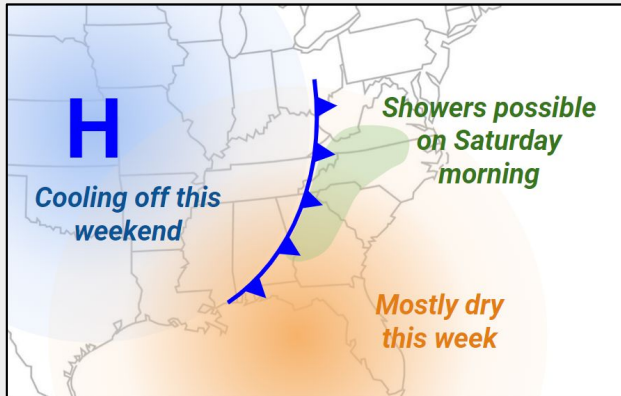 H
Cooling off this
weekend
Showers possible
on Saturday
morning
Mostly dry
this week